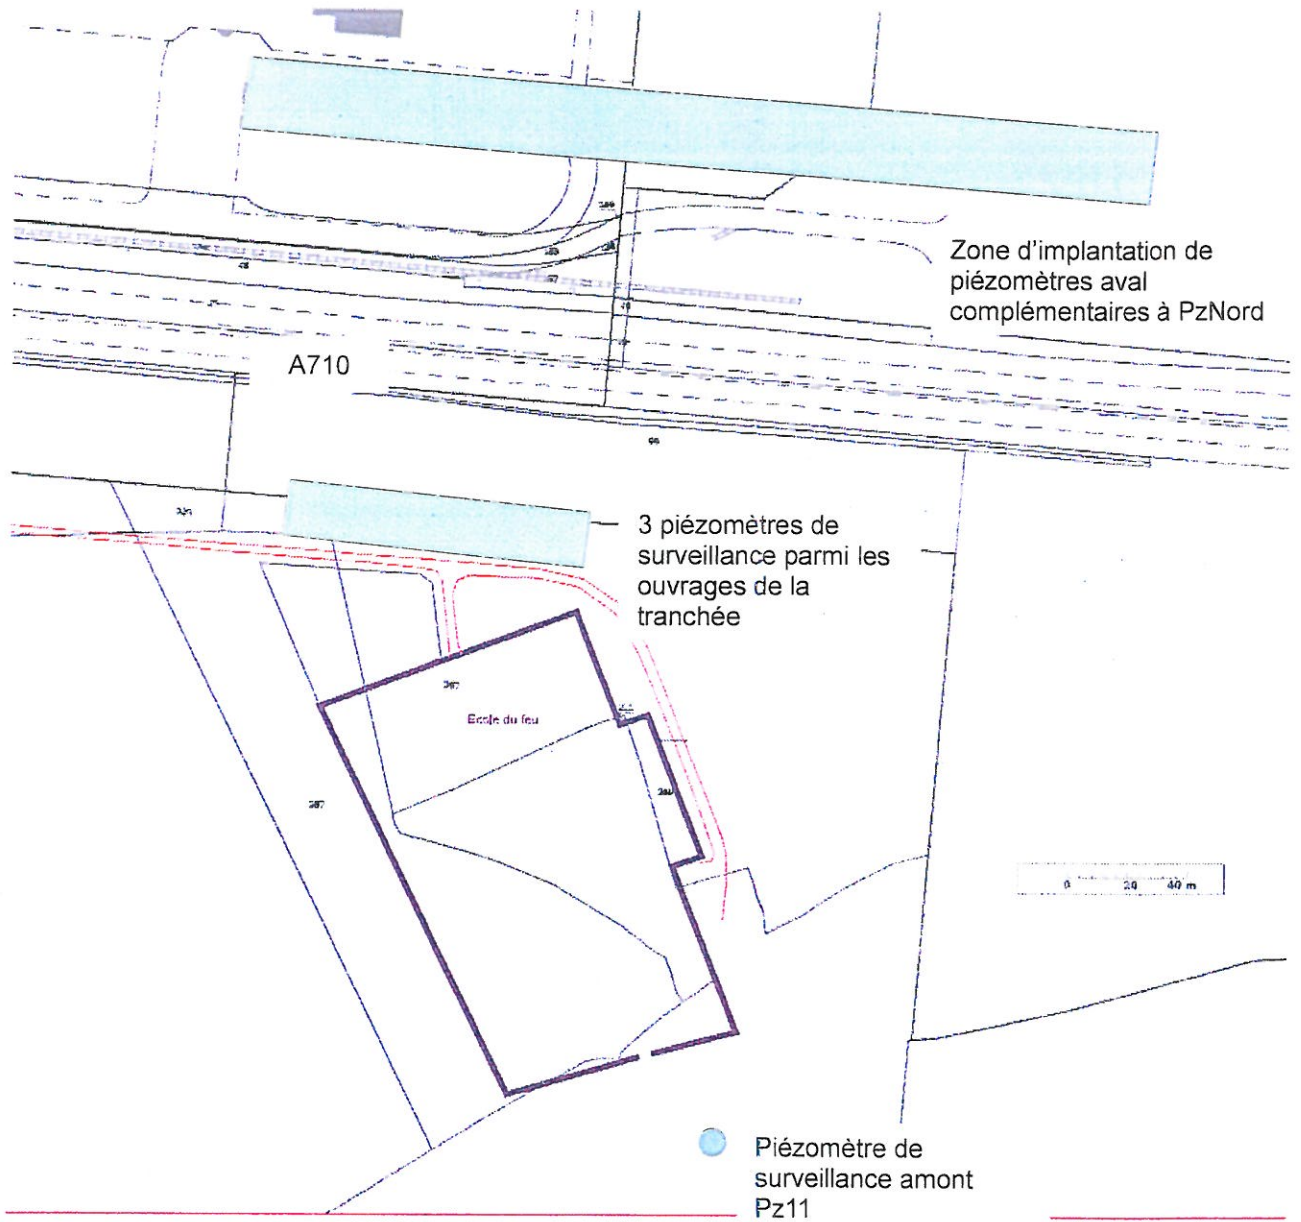 Zone d'implantation de
piézomètres aval
complémentaires à PzNord
A710
3 piézomètres de
surveillance parmi les
ouvrages de la
tranchée
367
Ecole du feu
0 20 40 m
Piézomètre de
surveillance amont
Pz11